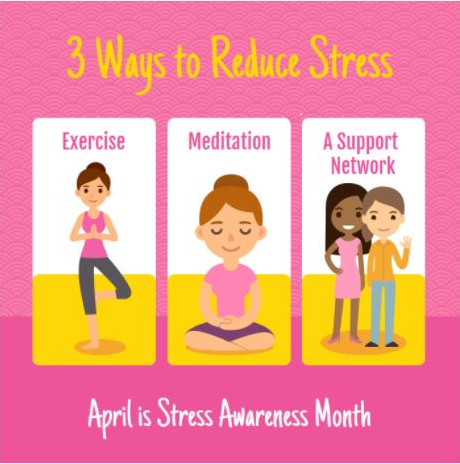 3 Ways to Reduce Stress
Exercise
Meditation
A Support
Network
April is Stress Awareness Month